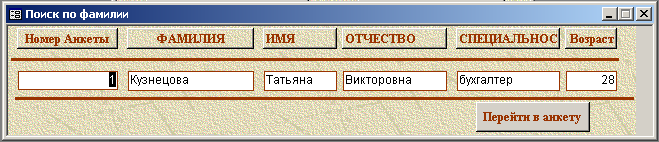 Поиск по фамилии
Номер Анкеты ФАМИЛИЯ ИМЯ ОТЧЕСТВО СПЕЦИАЛЬНОС Возраст
1 Кузнецова Татьяна Викторовна бухгалтер 28
Перейти в анкету